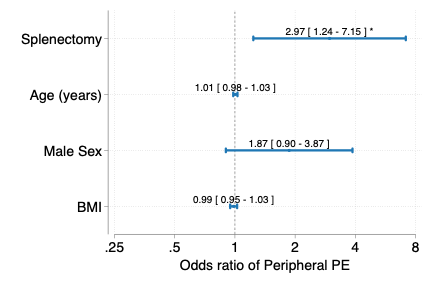 Splenectomy
2.97 [ 1.24 - 7.15 ] *
Age (years)
1.01 [ 0.98 - 1.03 ]
Male Sex
1.87 [ 0.90 - 3.87 ]
BMI
0.99 [ 0.95 - 1.03 ]
.25 .5 1 2 4 8
Odds ratio of Peripheral PE